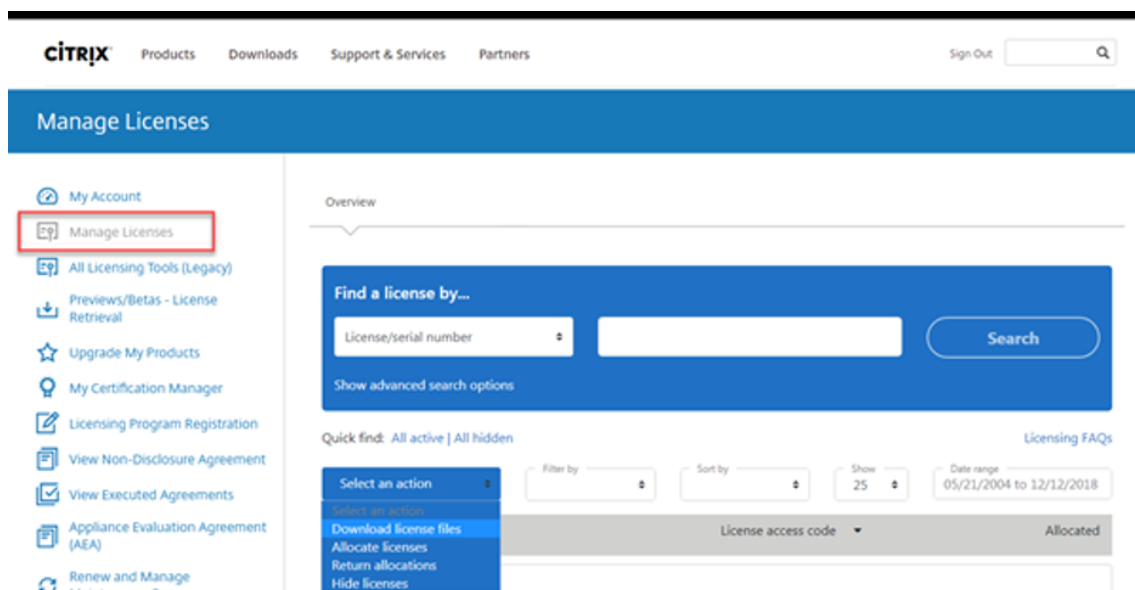 CİTRIX Products Downloads Support & Services Partners Sign Out
Manage Licenses
My Account
Manage Licenses
All Licensing Tools (Legacy)
Previews/Betas - License
Retrieval
Upgrade My Products
My Certification Manager
Licensing Program Registration
View Non-Disclosure Agreement
View Executed Agreements
Appliance Evaluation Agreement
(AEA)
Renew and Manage
Overview
Find a license by...
License/serial number
Search
Show advanced search options
Quick find: All active | All hidden
Licensing FAQs
Select an action
Filter by
Sort by
Show
25
Date range
05/21/2004 to 12/12/2018
Select an action
Download license files
Allocate licenses
Return allocations
Hide licenses
License access code
Allocated